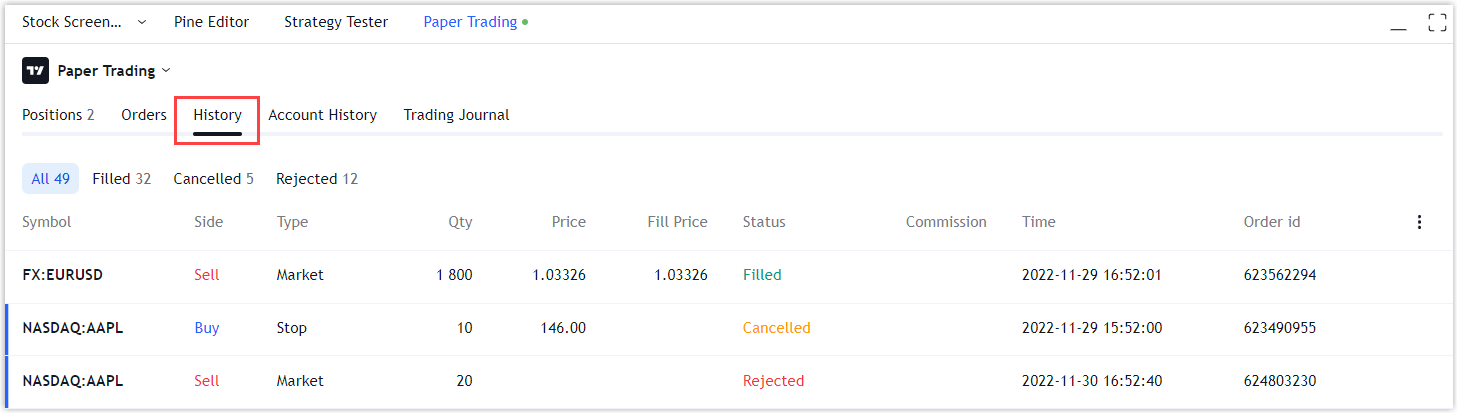 Stock Screen... Pine Editor Strategy Tester Paper Trading
Paper Trading
Positions 2 Orders History Account History Trading Journal
All 49 Filled 32 Cancelled 5 Rejected 12
Symbol Side Type Qty Price Fill Price Status Commission Time Order id
FX:EURUSD Sell Market 1 800 1.03326 1.03326 Filled 2022-11-29 16:52:01 623562294
NASDAQ:AAPL Buy Stop 10 146.00 Cancelled 2022-11-29 15:52:00 623490955
NASDAQ:AAPL Sell Market 20 Rejected 2022-11-30 16:52:40 624803230